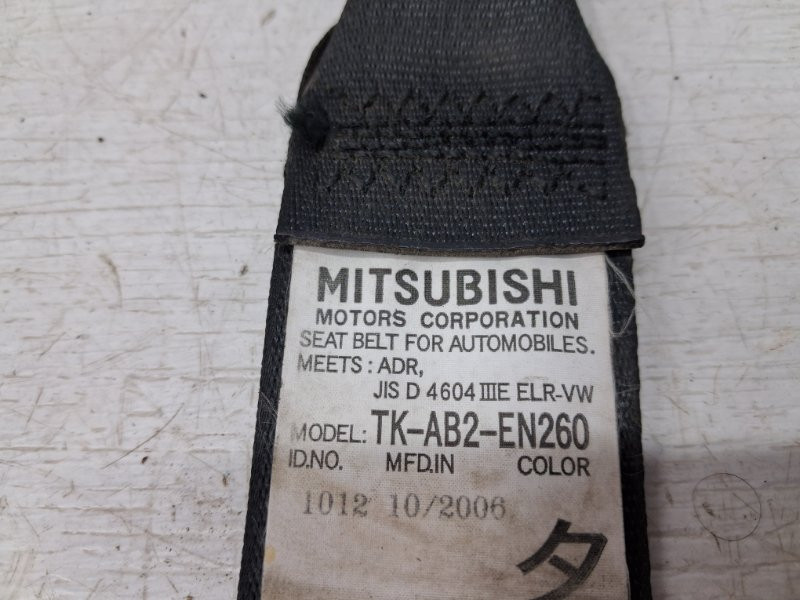 MITSUBISHI
MOTORS CORPORATION
SEAT BELT FOR AUTOMOBILES.
MEETS : ADR,
JIS D 4604 IIIE ELR-VW
MODEL: TK-AB2-EN260
ID.NO. MFD.IN COLOR
1012 10/2006
タ